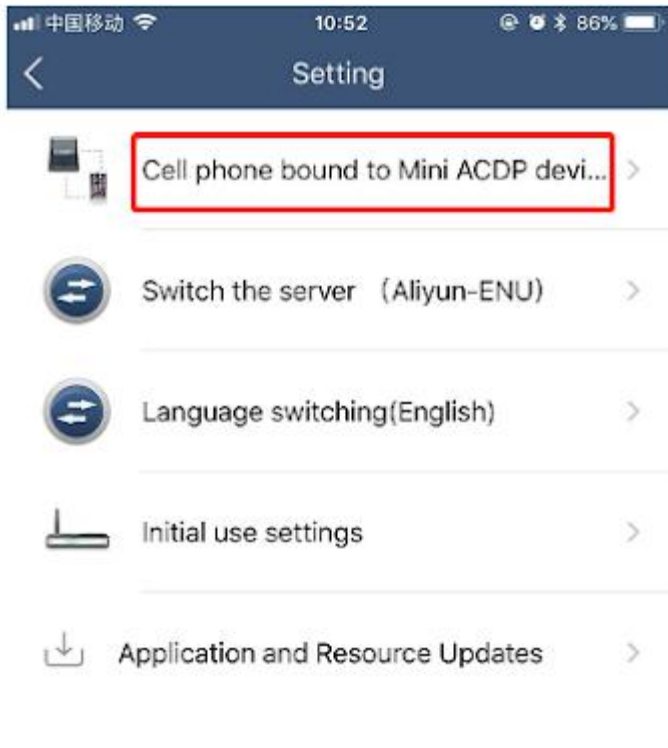 中国移动 10:52 86%
Setting
Cell phone bound to Mini ACDP devi...
Switch the server （Aliyun-ENU）
Language switching(English)
Initial use settings
Application and Resource Updates